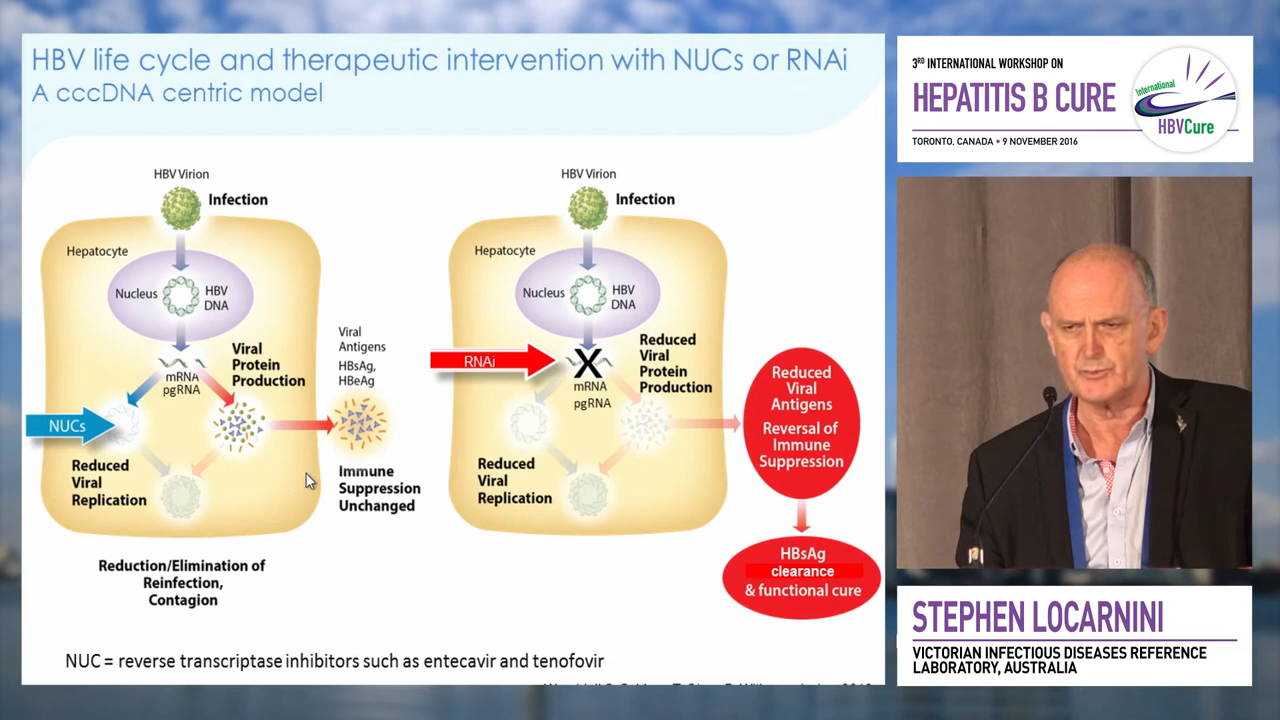 HBV life cycle and therapeutic intervention with NUCs or RNAi
A cccDNA centric model
HBV Virion
Infection
Hepatocyte
Nucleus
HBV
DNA
mRNA
pgRNA
Viral
Protein
Production
NUCs
Reduced
Viral
Replication
Viral
Antigens
HBsAg,
HBeAg
Immune
Suppression
Unchanged
Reduction/Elimination of
Reinfection,
Contagion
HBV Virion
Infection
Hepatocyte
Nucleus
HBV
DNA
RNAi
X
mRNA
pgRNA
Reduced
Viral
Protein
Production
Reduced
Viral
Replication
Reduced
Viral
Antigens
Reversal of
Immune
Suppression
HBsAg
clearance
& functional cure
NUC = reverse transcriptase inhibitors such as entecavir and tenofovir
3RD INTERNATIONAL WORKSHOP ON
HEPATITIS B CURE
TORONTO, CANADA • 9 NOVEMBER 2016
International
HBVCure
STEPHEN LOCARNINI
VICTORIAN INFECTIOUS DISEASES REFERENCE
LABORATORY, AUSTRALIA